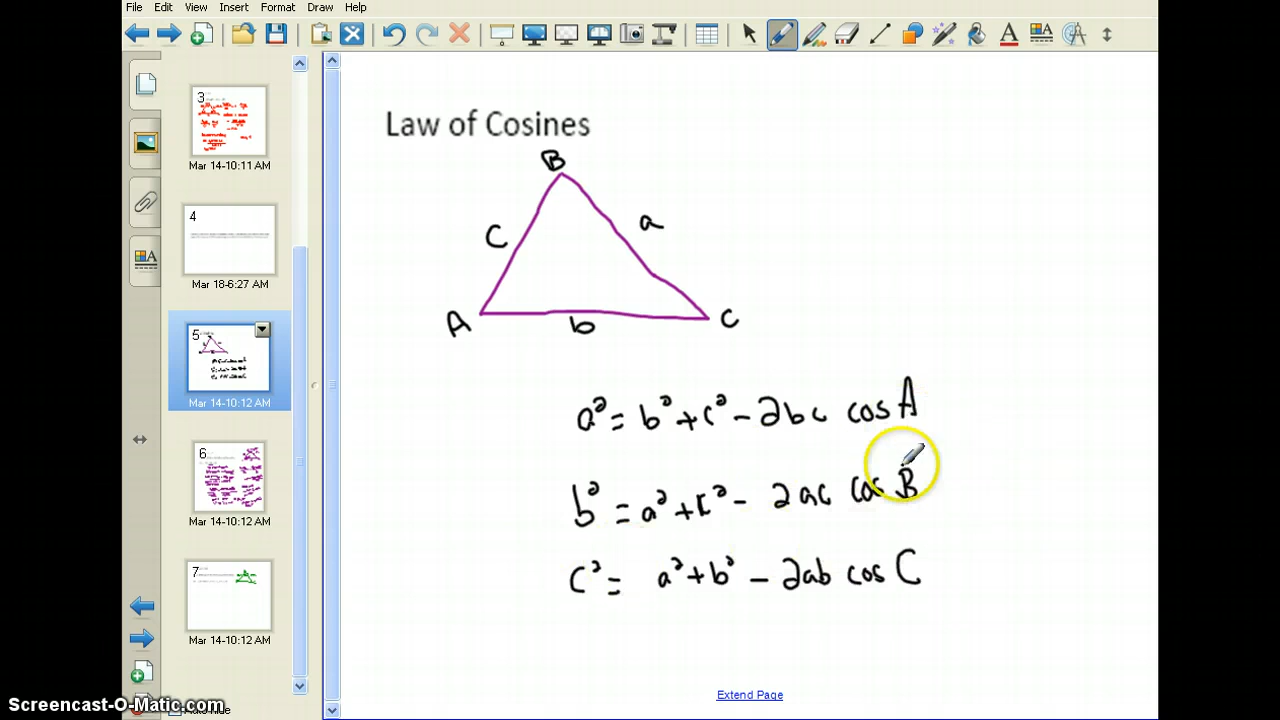 File Edit View Insert Format Draw Help
3
Mar 14-10:11 AM
4
Mar 18-6:27 AM
5
Mar 14-10:12 AM
6
Mar 14-10:12 AM
7
Mar 14-10:12 AM
Law of Cosines
B
C a
A b C
a² = b² + c² - 2bc cos A
b² = a² + c² - 2ac cos B
c² = a² + b² - 2ab cos C
Extend Page
Screencast-O-Matic.com